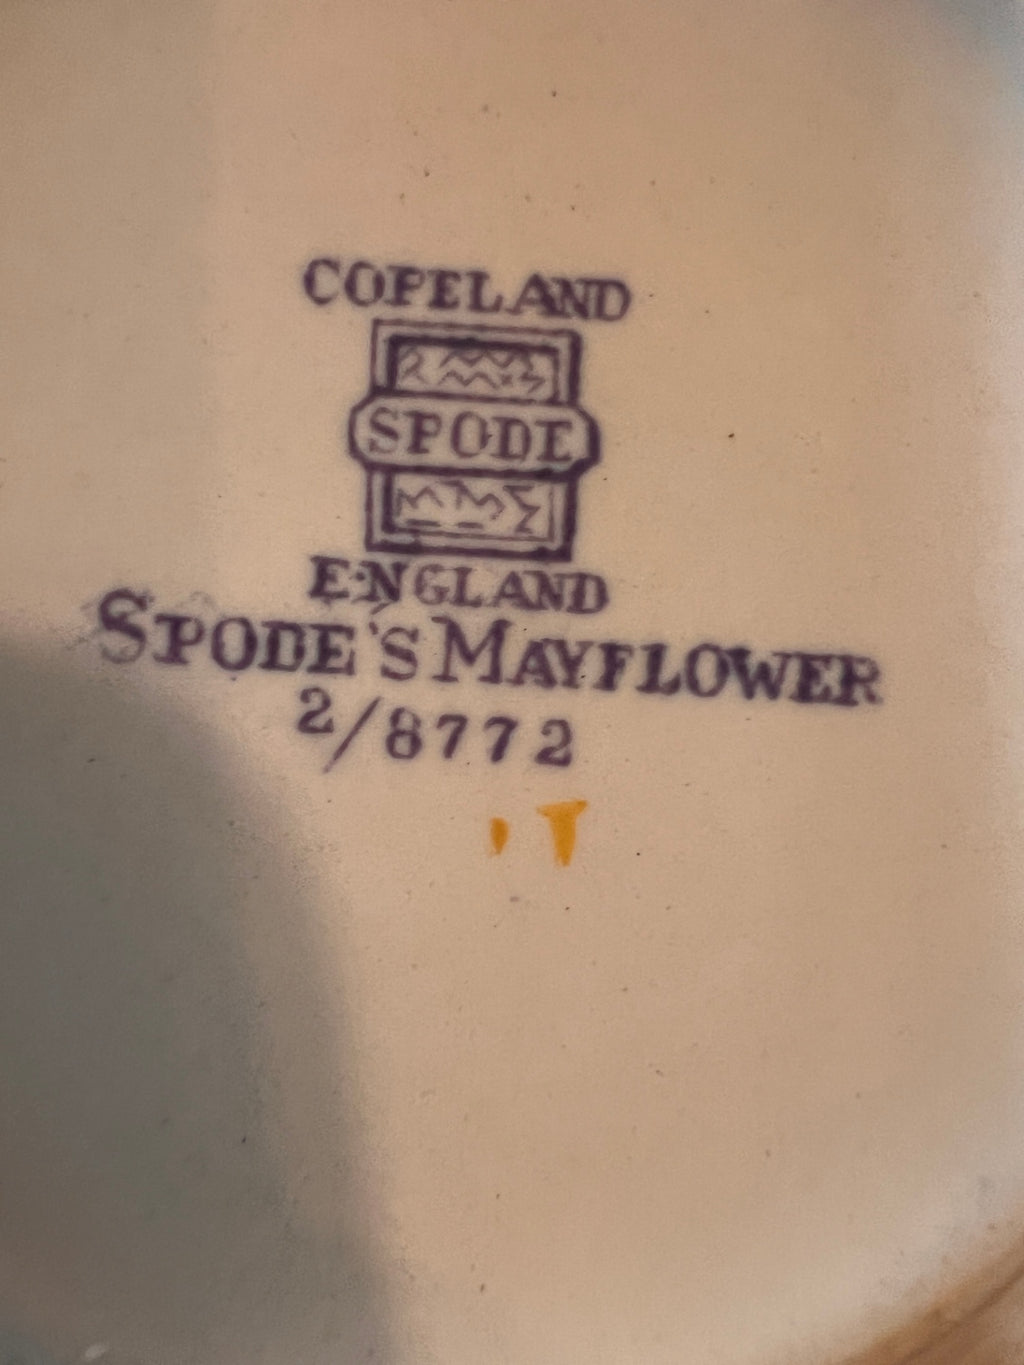 COPELAND
SPODE
ENGLAND
SPODE'S MAYFLOWER
2/8772